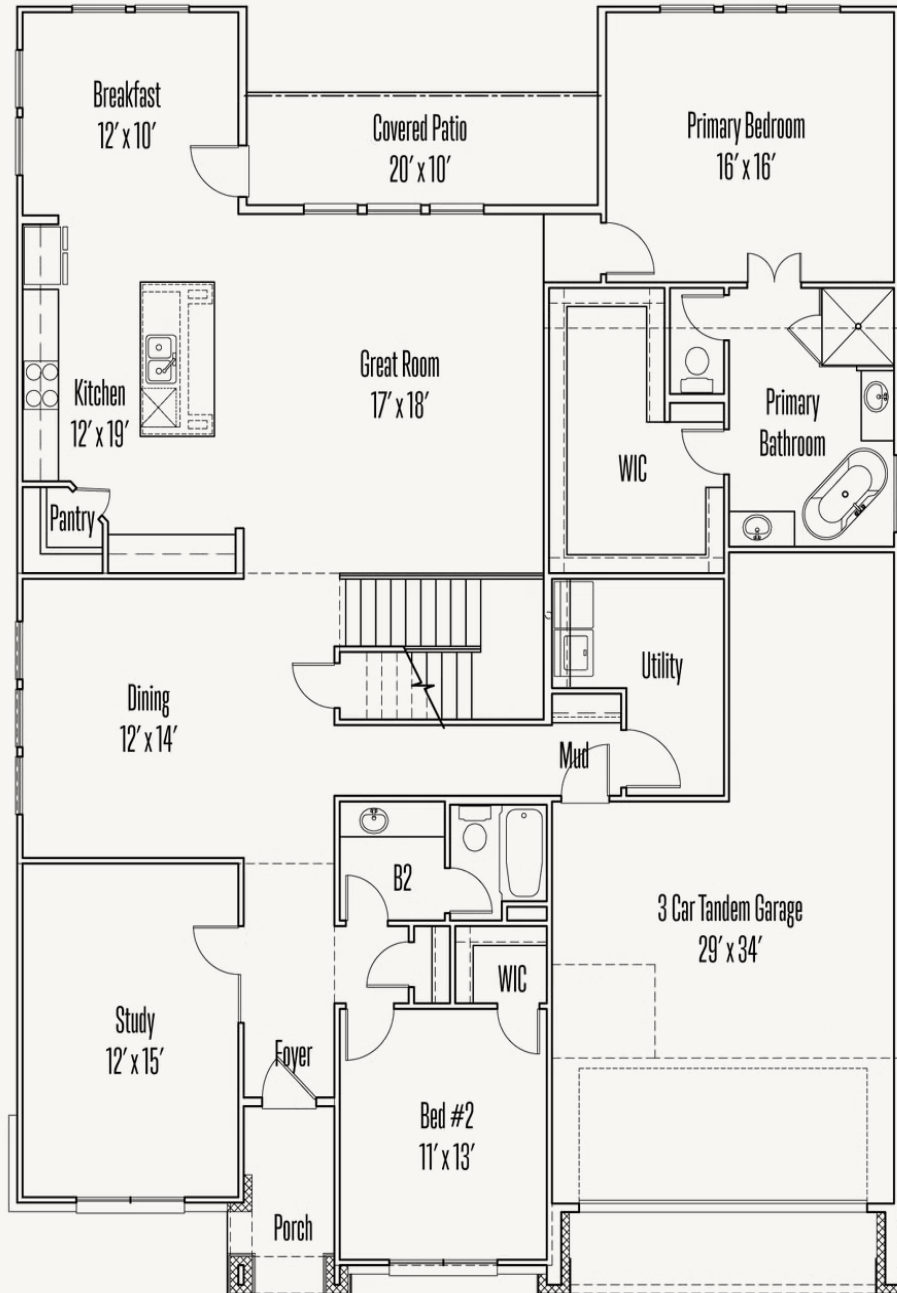 Breakfast
12' x 10'
Covered Patio
20' x 10'
Primary Bedroom
16' x 16'
Great Room
17' x 18'
Kitchen
12' x 19'
Primary
Bathroom
WIC
Pantry
Utility
Dining
12' x 14'
Mud
B2
3 Car Tandem Garage
29' x 34'
WIC
Study
12' x 15'
Foyer
Bed #2
11' x 13'
Porch